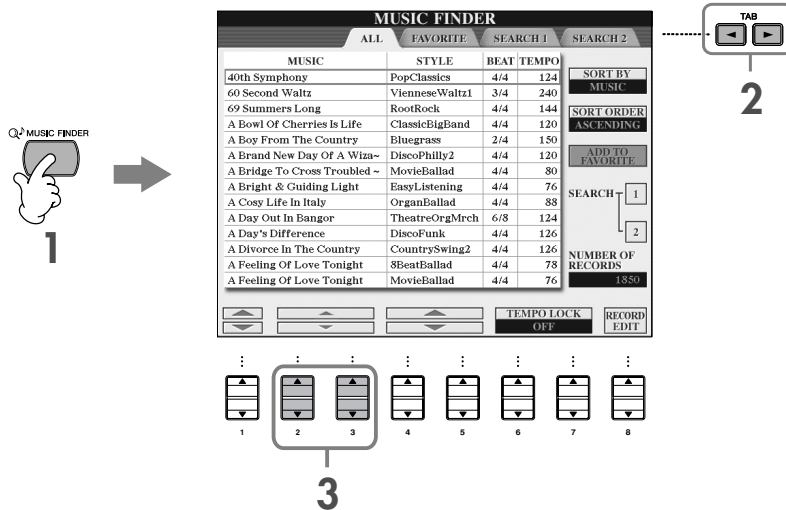 MUSIC FINDER
ALL FAVORITE SEARCH 1 SEARCH 2
MUSIC STYLE BEAT TEMPO
40th Symphony PopClassics 4/4 124
60 Second Waltz VienneseWaltz1 3/4 240
69 Summers Long RootRock 4/4 144
A Bowl Of Cherries Is Life ClassicBigBand 4/4 120
A Boy From The Country Bluegrass 2/4 150
A Brand New Day Of A Wiza~ DiscoPhilly2 4/4 120
A Bridge To Cross Troubled ~ MovieBallad 4/4 80
A Bright & Guiding Light EasyListening 4/4 76
A Cosy Life In Italy OrganBallad 4/4 88
A Day Out In Bangor TheatreOrgMrch 6/8 124
A Day's Difference DiscoFunk 4/4 126
A Divorce In The Country CountrySwing2 4/4 126
A Feeling Of Love Tonight 8BeatBallad 4/4 78
A Feeling Of Love Tonight MovieBallad 4/4 76
SORT BY
MUSIC
SORT ORDER
ASCENDING
ADD TO
FAVORITE
SEARCH 1
2
NUMBER OF
RECORDS
1850
TEMPO LOCK
OFF
RECORD
EDIT
MUSIC FINDER
1
TAB
2
1 2 3 4 5 6 7 8
3